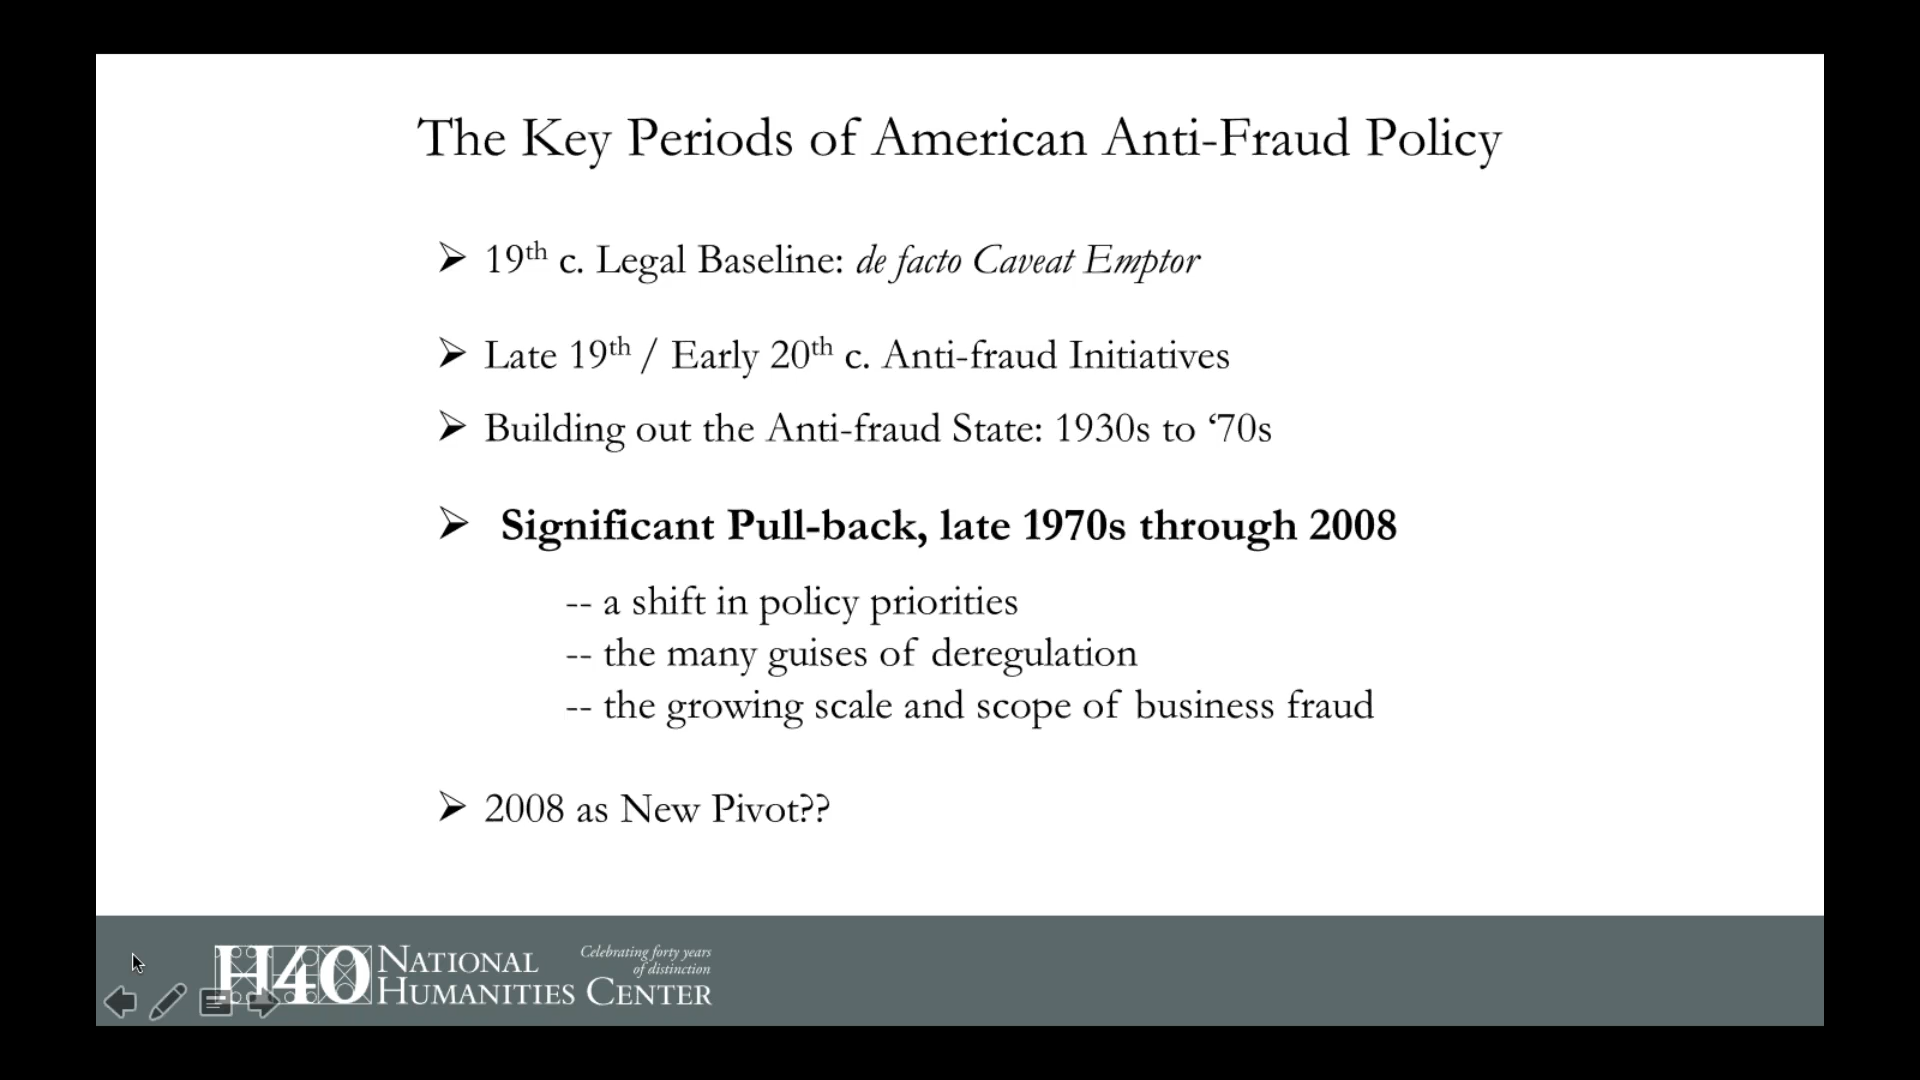 The Key Periods of American Anti-Fraud Policy
19th c. Legal Baseline: de facto Caveat Emptor
Late 19th / Early 20th c. Anti-fraud Initiatives
Building out the Anti-fraud State: 1930s to ‘70s
Significant Pull-back, late 1970s through 2008
-- a shift in policy priorities
-- the many guises of deregulation
-- the growing scale and scope of business fraud
2008 as New Pivot??
H40
NATIONAL
HUMANITIES CENTER
Celebrating forty years
of distinction